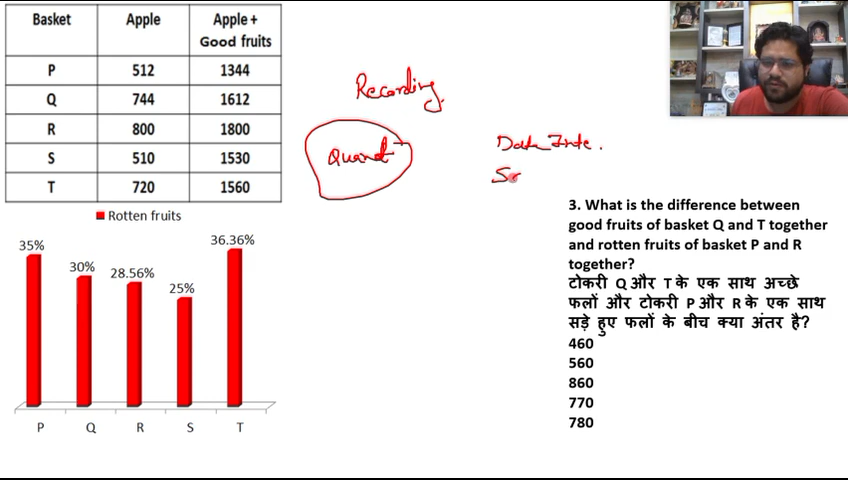 Basket Apple Apple +
Good fruits
P 512 1344
Q 744 1612
R 800 1800
S 510 1530
T 720 1560
Recording
Quant
Data Inte.
Rotten fruits
35%
30%
28.56%
25%
36.36%
P Q R S T
3. What is the difference between
good fruits of basket Q and T together
and rotten fruits of basket P and R
together?
टोकरी Q और T के एक साथ अच्छे
फलों और टोकरी P और R के एक साथ
सड़े हुए फलों के बीच क्या अंतर है?
460
560
860
770
780